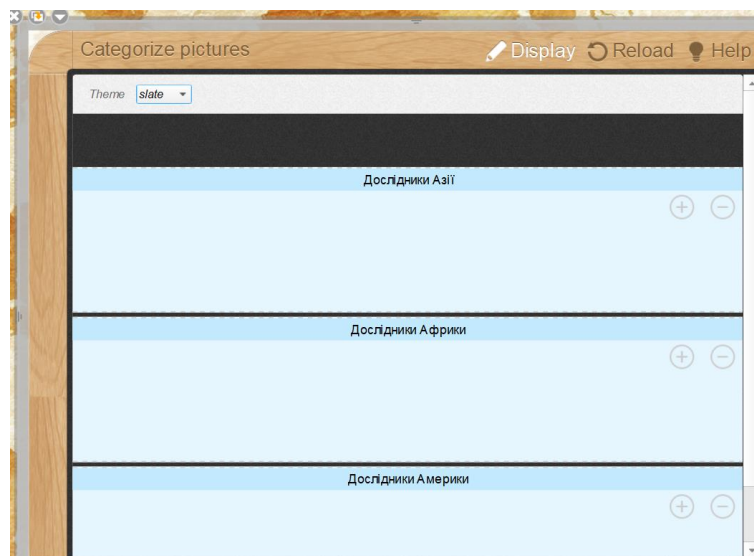 Categorize pictures
Display Reload Help
Theme slate
Дослідники Азії
Дослідники Африки
Дослідники Америки